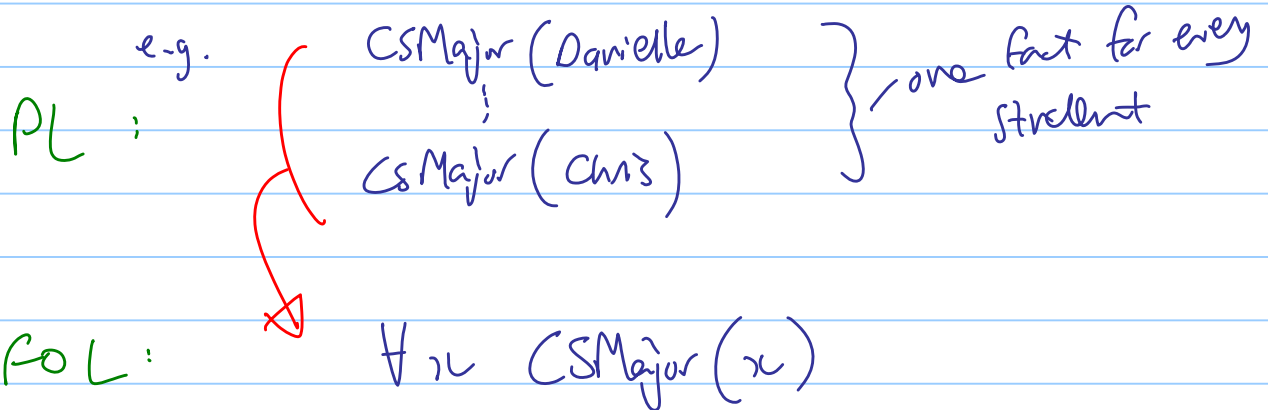 e.g. CSMajor (Danielle) one fact for every
student
PL :
CSMajor (Chris)
FOL: ∀x CSMajor (x)